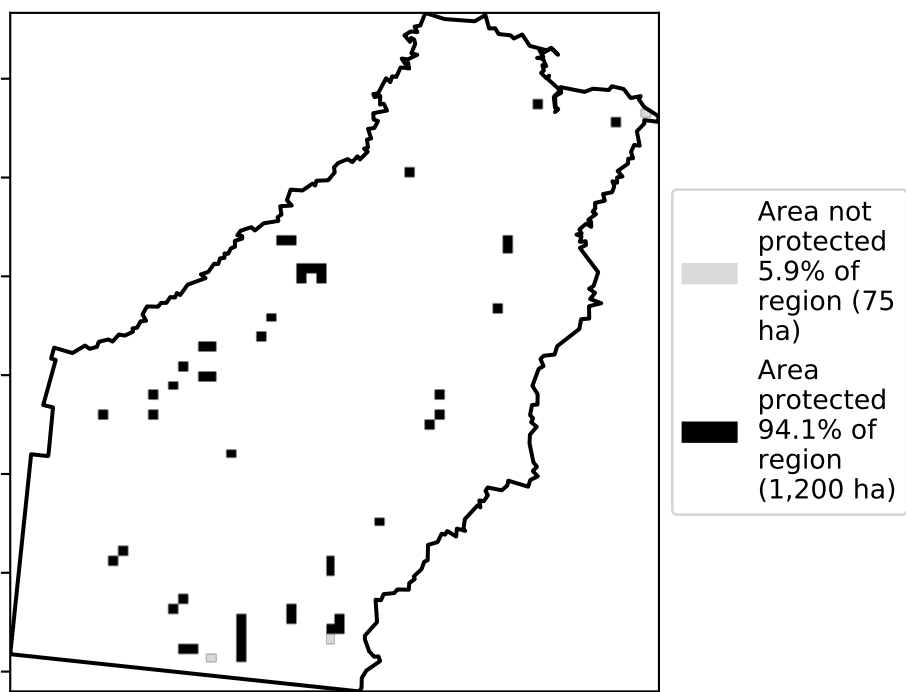 Area not
protected
5.9% of
region (75
ha)
Area
protected
94.1% of
region
(1,200 ha)